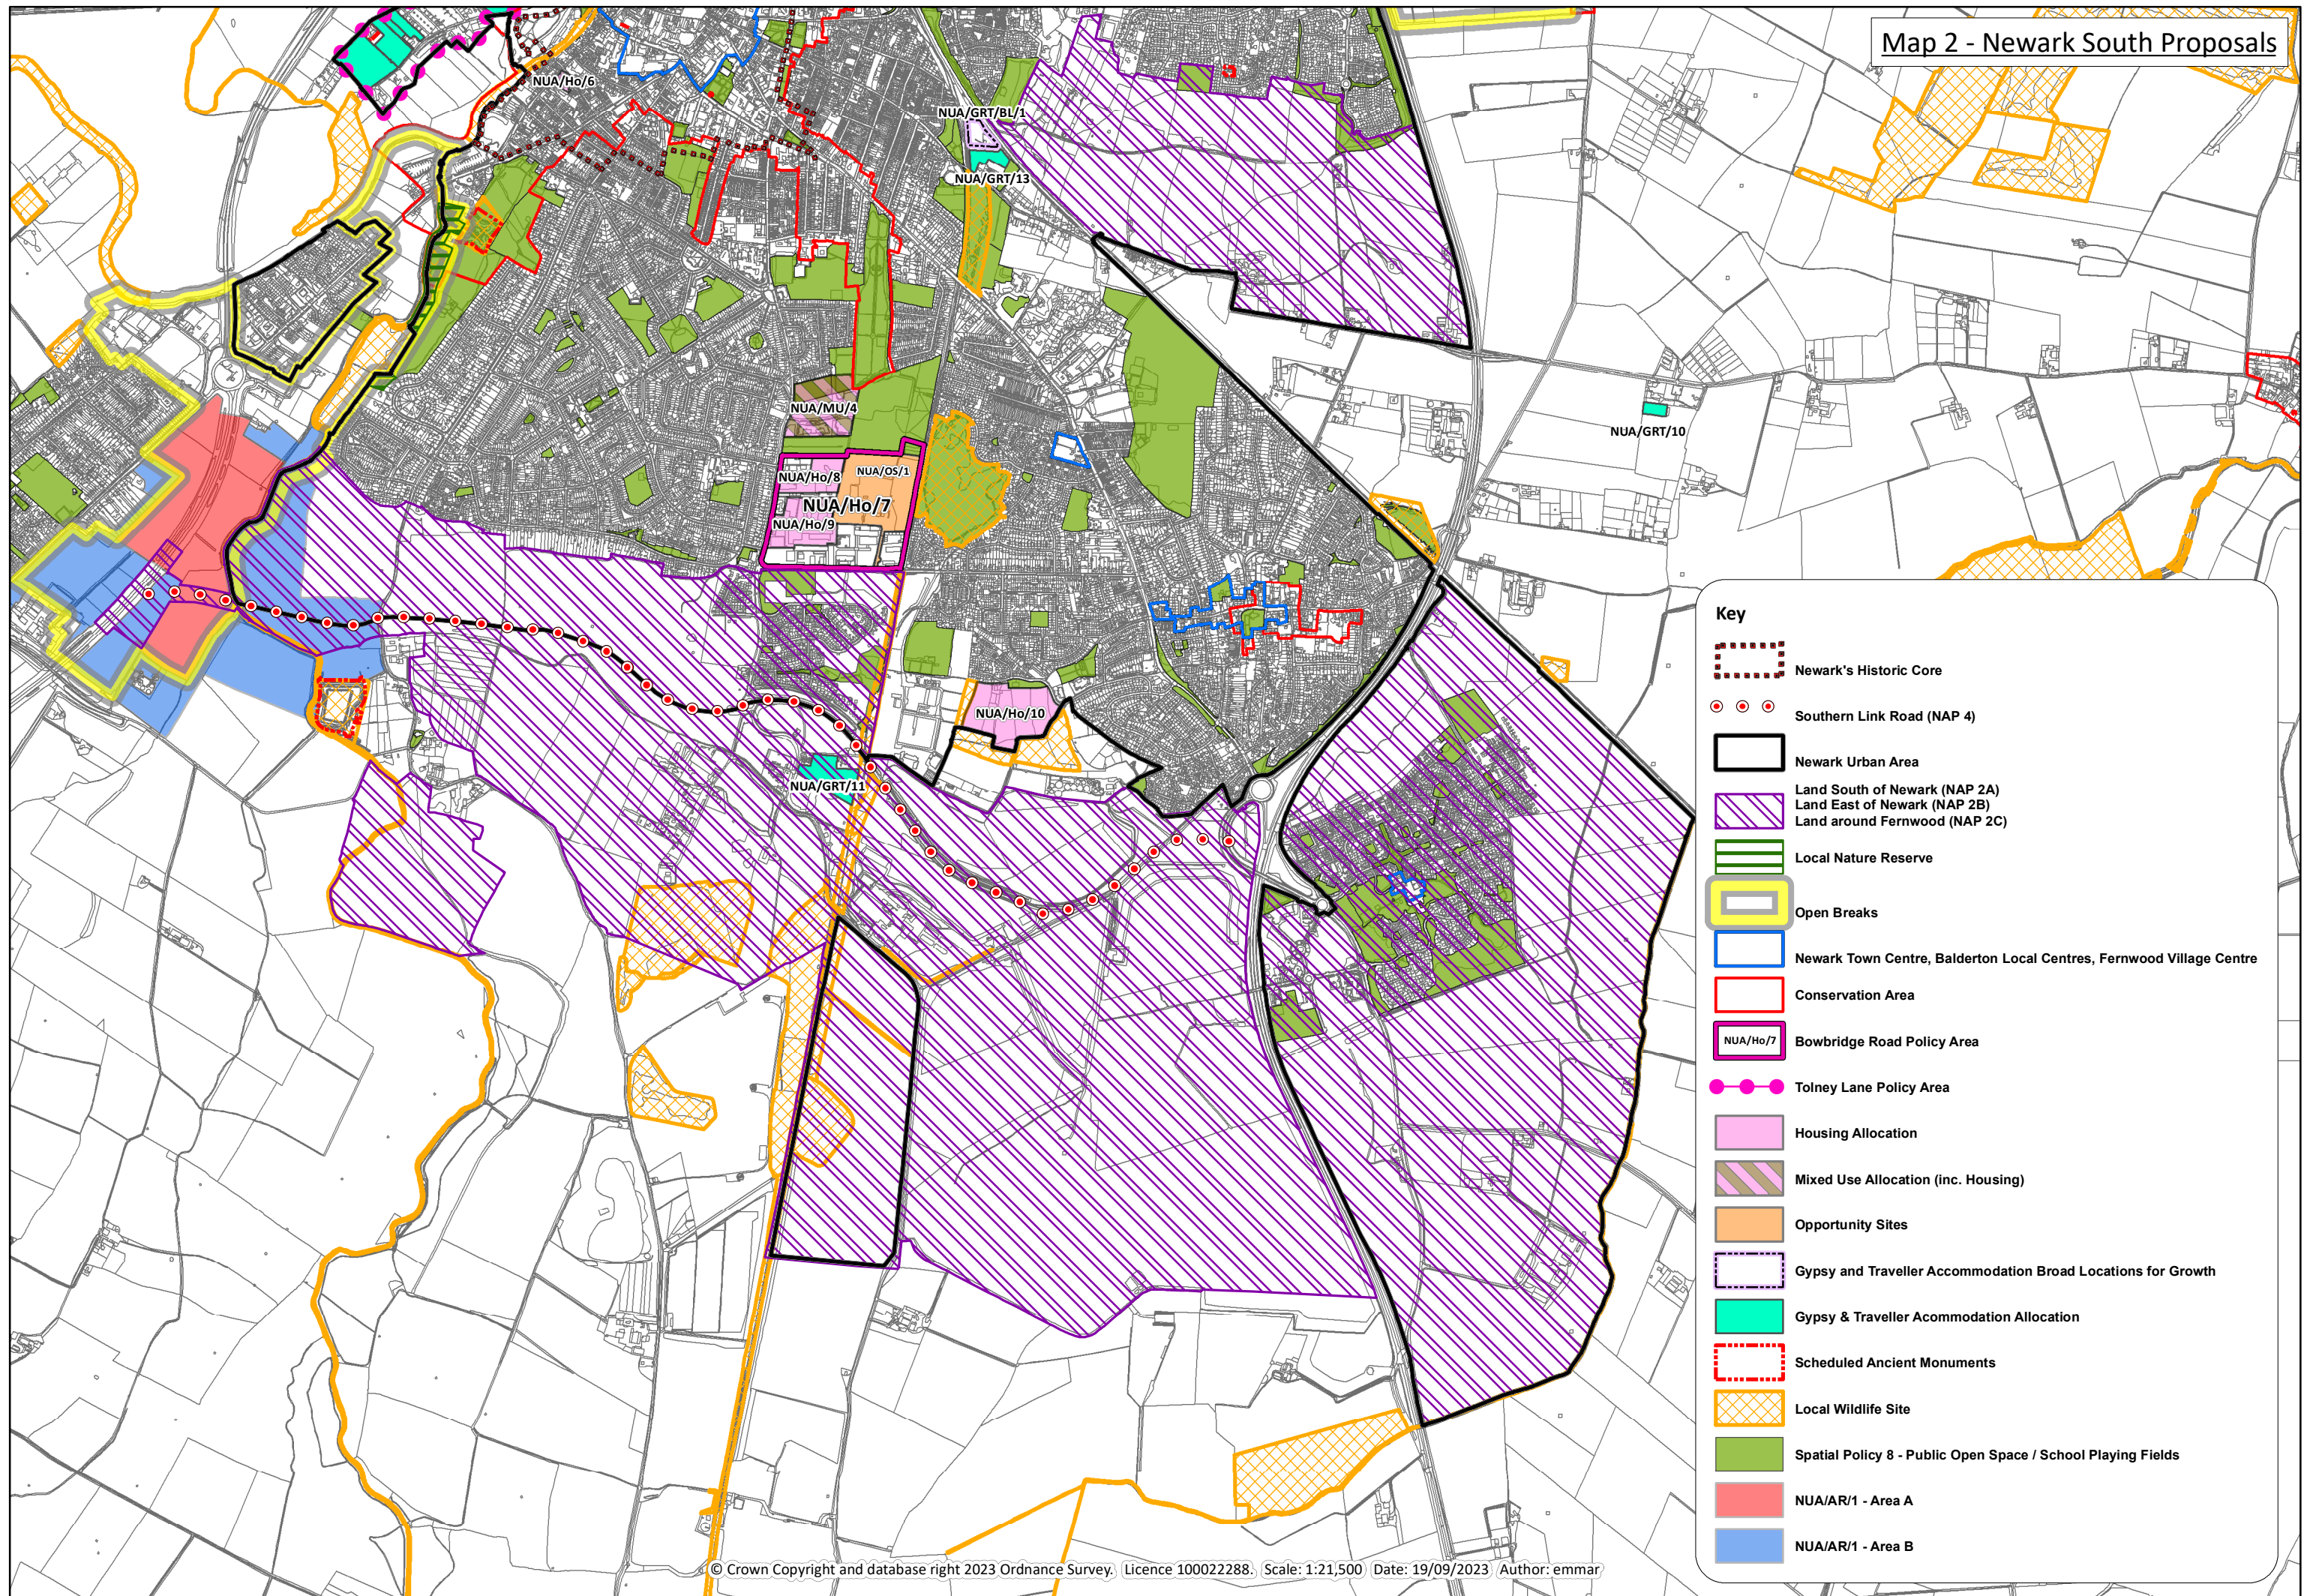 Map 2 - Newark South Proposals
NUA/Ho/6
NUA/GRT/BL/1
NUA/GRT/13
NUA/MU/4
NUA/GRT/10
NUA/Ho/8
NUA/OS/1
NUA/Ho/7
NUA/Ho/9
NUA/Ho/10
NUA/GRT/11
Key
Newark's Historic Core
Southern Link Road (NAP 4)
Newark Urban Area
Land South of Newark (NAP 2A)
Land East of Newark (NAP 2B)
Land around Fernwood (NAP 2C)
Local Nature Reserve
Open Breaks
Newark Town Centre, Balderton Local Centres, Fernwood Village Centre
Conservation Area
NUA/Ho/7 Bowbridge Road Policy Area
Tolney Lane Policy Area
Housing Allocation
Mixed Use Allocation (inc. Housing)
Opportunity Sites
Gypsy and Traveller Accommodation Broad Locations for Growth
Gypsy & Traveller Acommodation Allocation
Scheduled Ancient Monuments
Local Wildlife Site
Spatial Policy 8 - Public Open Space / School Playing Fields
NUA/AR/1 - Area A
NUA/AR/1 - Area B
© Crown Copyright and database right 2023 Ordnance Survey. Licence 100022288. Scale: 1:21,500 Date: 19/09/2023 Author: emmar